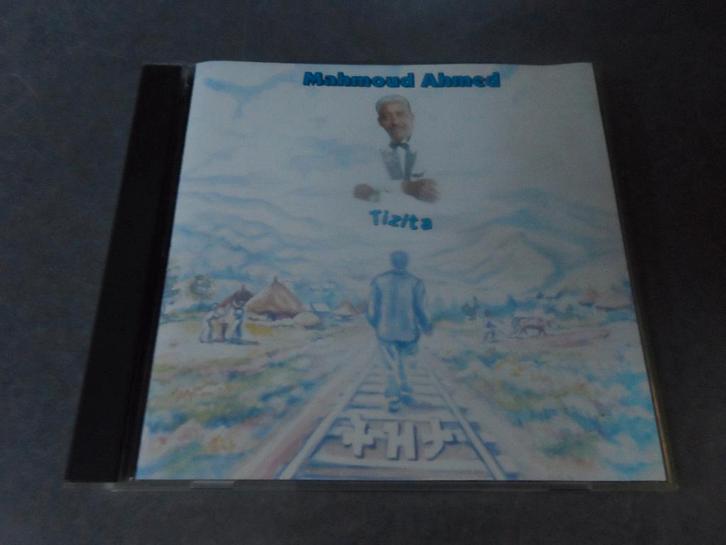 Mahmoud Ahmed
Tizita
ትዝታ